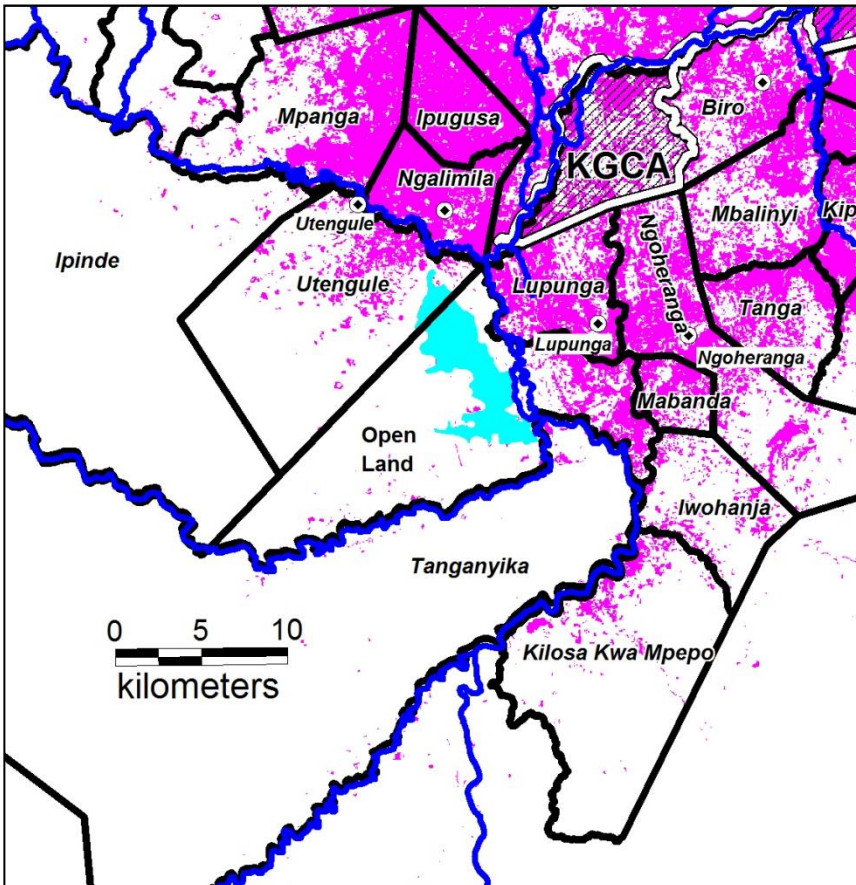 Biro
Mpanga
Ipugusa
KGCA
Ngalimila
Mbalinyi
Kip
Utengule
Ngoheranga
Ipinde
Utengule
Lupunga
Tanga
Lupunga
Ngoheranga
Mabanda
Open
Land
Iwohanja
Tanganyika
0 5 10
kilometers
Kilosa Kwa Mpepo